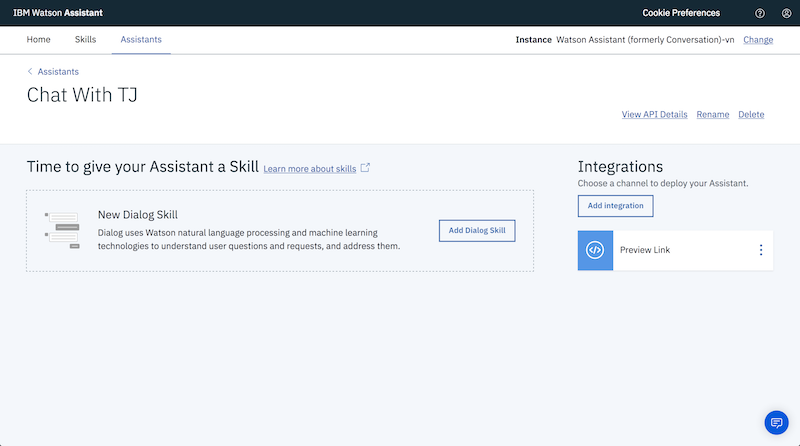 IBM Watson Assistant
Cookie Preferences
Home Skills Assistants
Instance Watson Assistant (formerly Conversation)-vn Change
Assistants
Chat With TJ
View API Details Rename Delete
Time to give your Assistant a Skill Learn more about skills
New Dialog Skill
Dialog uses Watson natural language processing and machine learning
technologies to understand user questions and requests, and address them.
Add Dialog Skill
Integrations
Choose a channel to deploy your Assistant.
Add integration
Preview Link